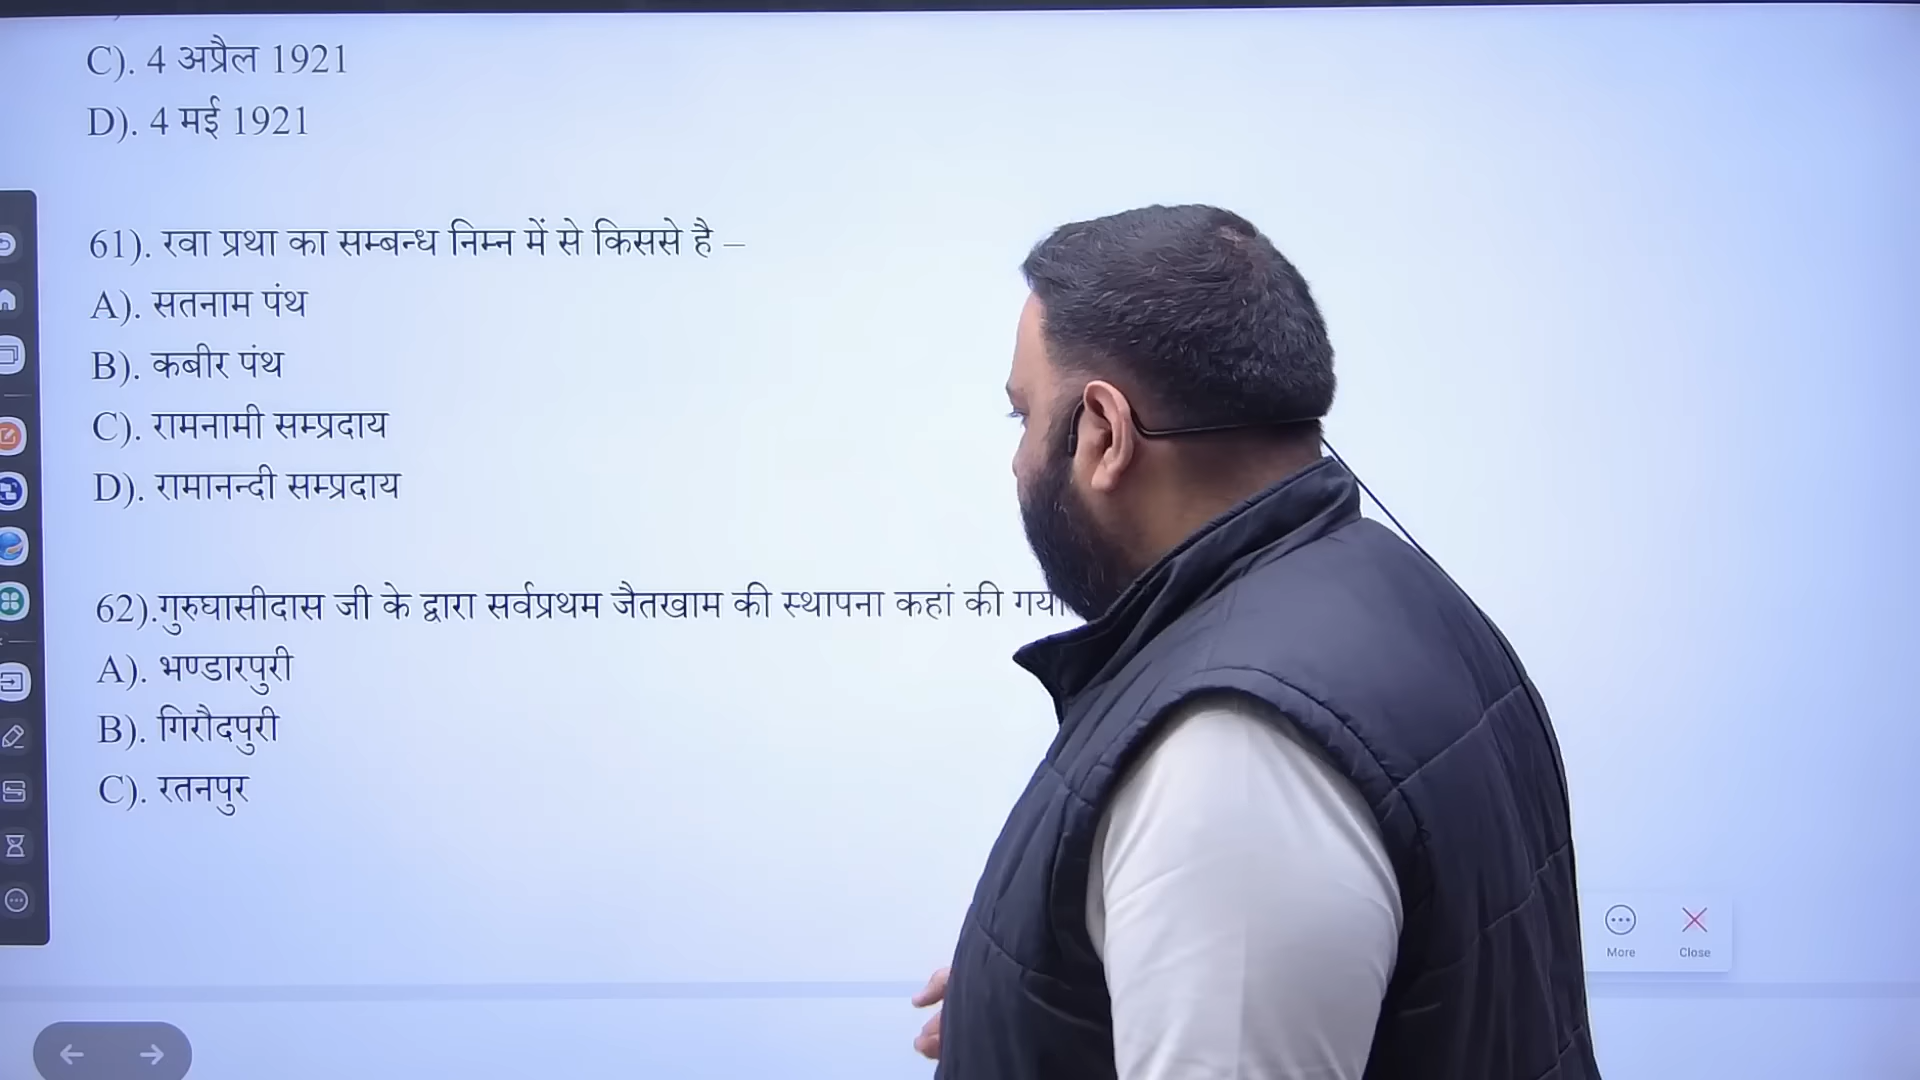 C). 4 अप्रैल 1921
D). 4 मई 1921
61). रवा प्रथा का सम्बन्ध निम्न में से किससे है –
A). सतनाम पंथ
B). कबीर पंथ
C). रामनामी सम्प्रदाय
D). रामानन्दी सम्प्रदाय
62).गुरुघासीदास जी के द्वारा सर्वप्रथम जैतखाम की स्थापना कहां की गयी
A). भण्डारपुरी
B). गिरौदपुरी
C). रतनपुर
More Close